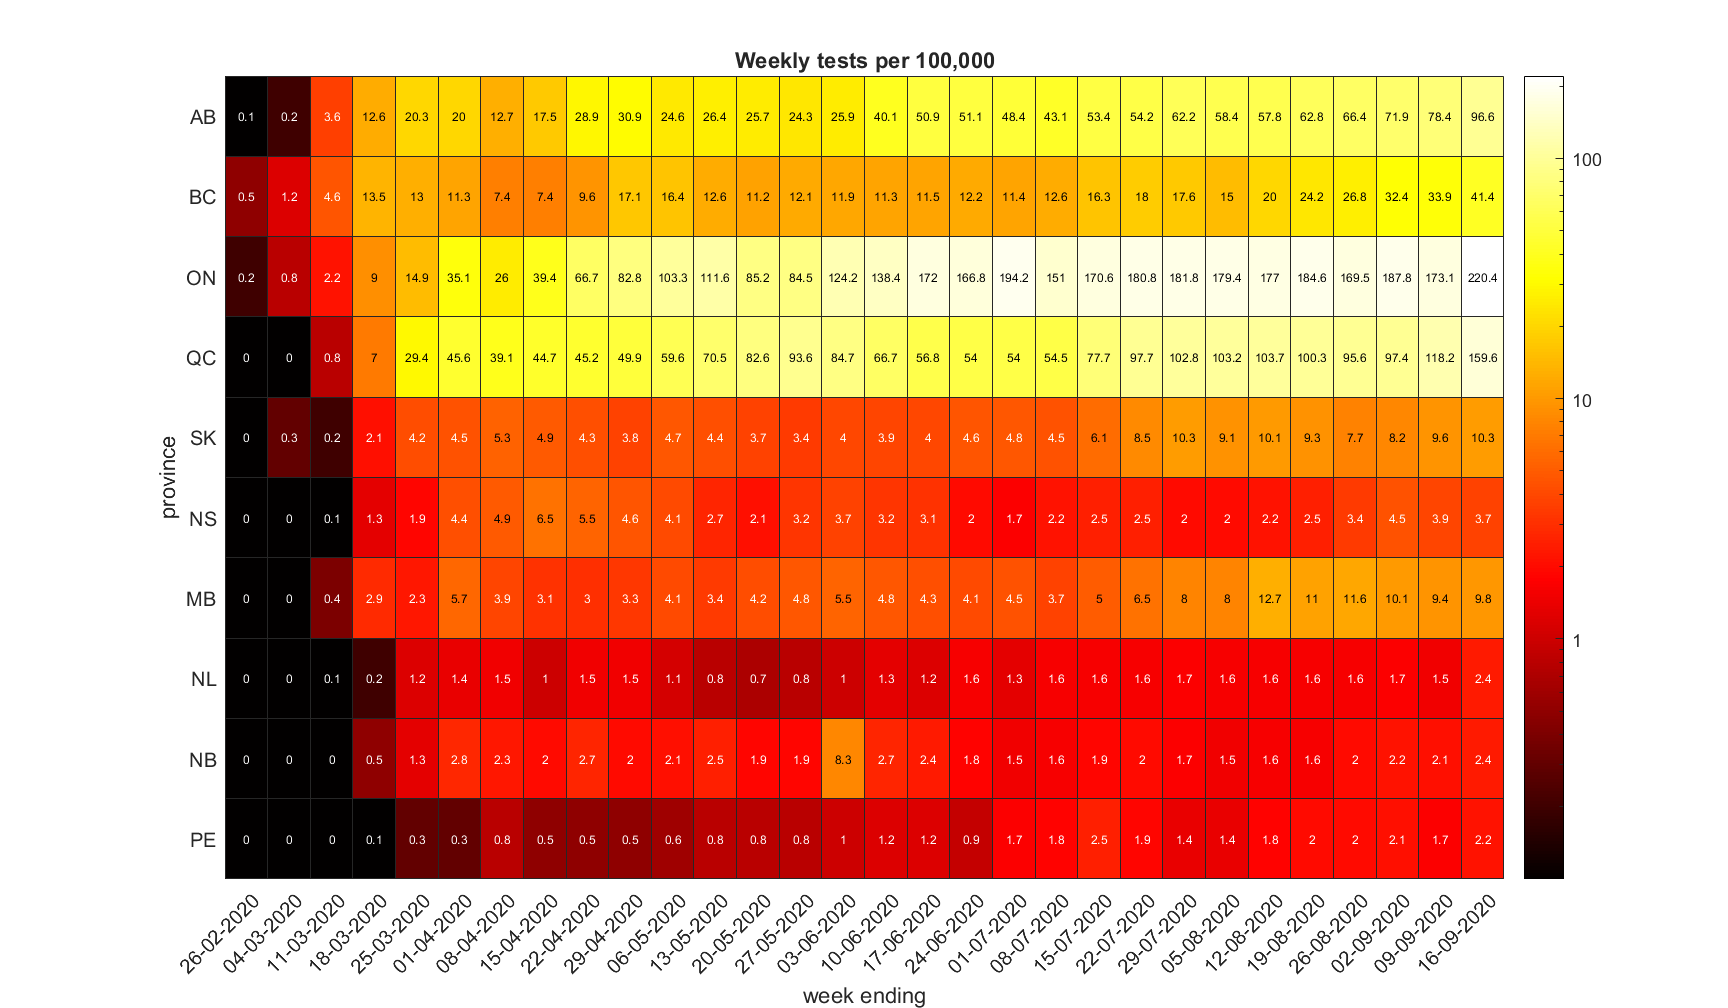 Weekly tests per 100,000
AB 0.1 0.2 3.6 12.6 20.3 20 12.7 17.5 28.9 30.9 24.6 26.4 25.7 24.3 25.9 40.1 50.9 51.1 48.4 43.1 53.4 54.2 62.2 58.4 57.8 62.8 66.4 71.9 78.4 96.6
100
BC 0.5 1.2 4.6 13.5 13 11.3 7.4 7.4 9.6 17.1 16.4 12.6 11.2 12.1 11.9 11.3 11.5 12.2 11.4 12.6 16.3 18 17.6 15 20 24.2 26.8 32.4 33.9 41.4
ON 0.2 0.8 2.2 9 14.9 35.1 26 39.4 66.7 82.8 103.3 111.6 85.2 84.5 124.2 138.4 172 166.8 194.2 151 170.6 180.8 181.8 179.4 177 184.6 169.5 187.8 173.1 220.4
QC 0 0 0.8 7 29.4 45.6 39.1 44.7 45.2 49.9 59.6 70.5 82.6 93.6 84.7 66.7 56.8 54 54 54.5 77.7 97.7 102.8 103.2 103.7 100.3 95.6 97.4 118.2 159.6
10
SK 0 0.3 0.2 2.1 4.2 4.5 5.3 4.9 4.3 3.8 4.7 4.4 3.7 3.4 4 3.9 4 4.6 4.8 4.5 6.1 8.5 10.3 9.1 10.1 9.3 7.7 8.2 9.6 10.3
province
NS 0 0 0.1 1.3 1.9 4.4 4.9 6.5 5.5 4.6 4.1 2.7 2.1 3.2 3.7 3.2 3.1 2 1.7 2.2 2.5 2.5 2 2 2.2 2.5 3.4 4.5 3.9 3.7
MB 0 0 0.4 2.9 2.3 5.7 3.9 3.1 3 3.3 4.1 3.4 4.2 4.8 5.5 4.8 4.3 4.1 4.5 3.7 5 6.5 8 8 12.7 11 11.6 10.1 9.4 9.8
1
NL 0 0 0.1 0.2 1.2 1.4 1.5 1 1.5 1.5 1.1 0.8 0.7 0.8 1 1.3 1.2 1.6 1.3 1.6 1.6 1.6 1.7 1.6 1.6 1.6 1.6 1.7 1.5 2.4
NB 0 0 0 0.5 1.3 2.8 2.3 2 2.7 2 2.1 2.5 1.9 1.9 8.3 2.7 2.4 1.8 1.5 1.6 1.9 2 1.7 1.5 1.6 1.6 2 2.2 2.1 2.4
PE 0 0 0 0.1 0.3 0.3 0.8 0.5 0.5 0.5 0.6 0.8 0.8 0.8 1 1.2 1.2 0.9 1.7 1.8 2.5 1.9 1.4 1.4 1.8 2 2 2.1 1.7 2.2
26-02-2020 04-03-2020 11-03-2020 18-03-2020 25-03-2020 01-04-2020 08-04-2020 15-04-2020 22-04-2020 29-04-2020 06-05-2020 13-05-2020 20-05-2020 27-05-2020 03-06-2020 10-06-2020 17-06-2020 24-06-2020 01-07-2020 08-07-2020 15-07-2020 22-07-2020 29-07-2020 05-08-2020 12-08-2020 19-08-2020 26-08-2020 02-09-2020 09-09-2020 16-09-2020
week ending